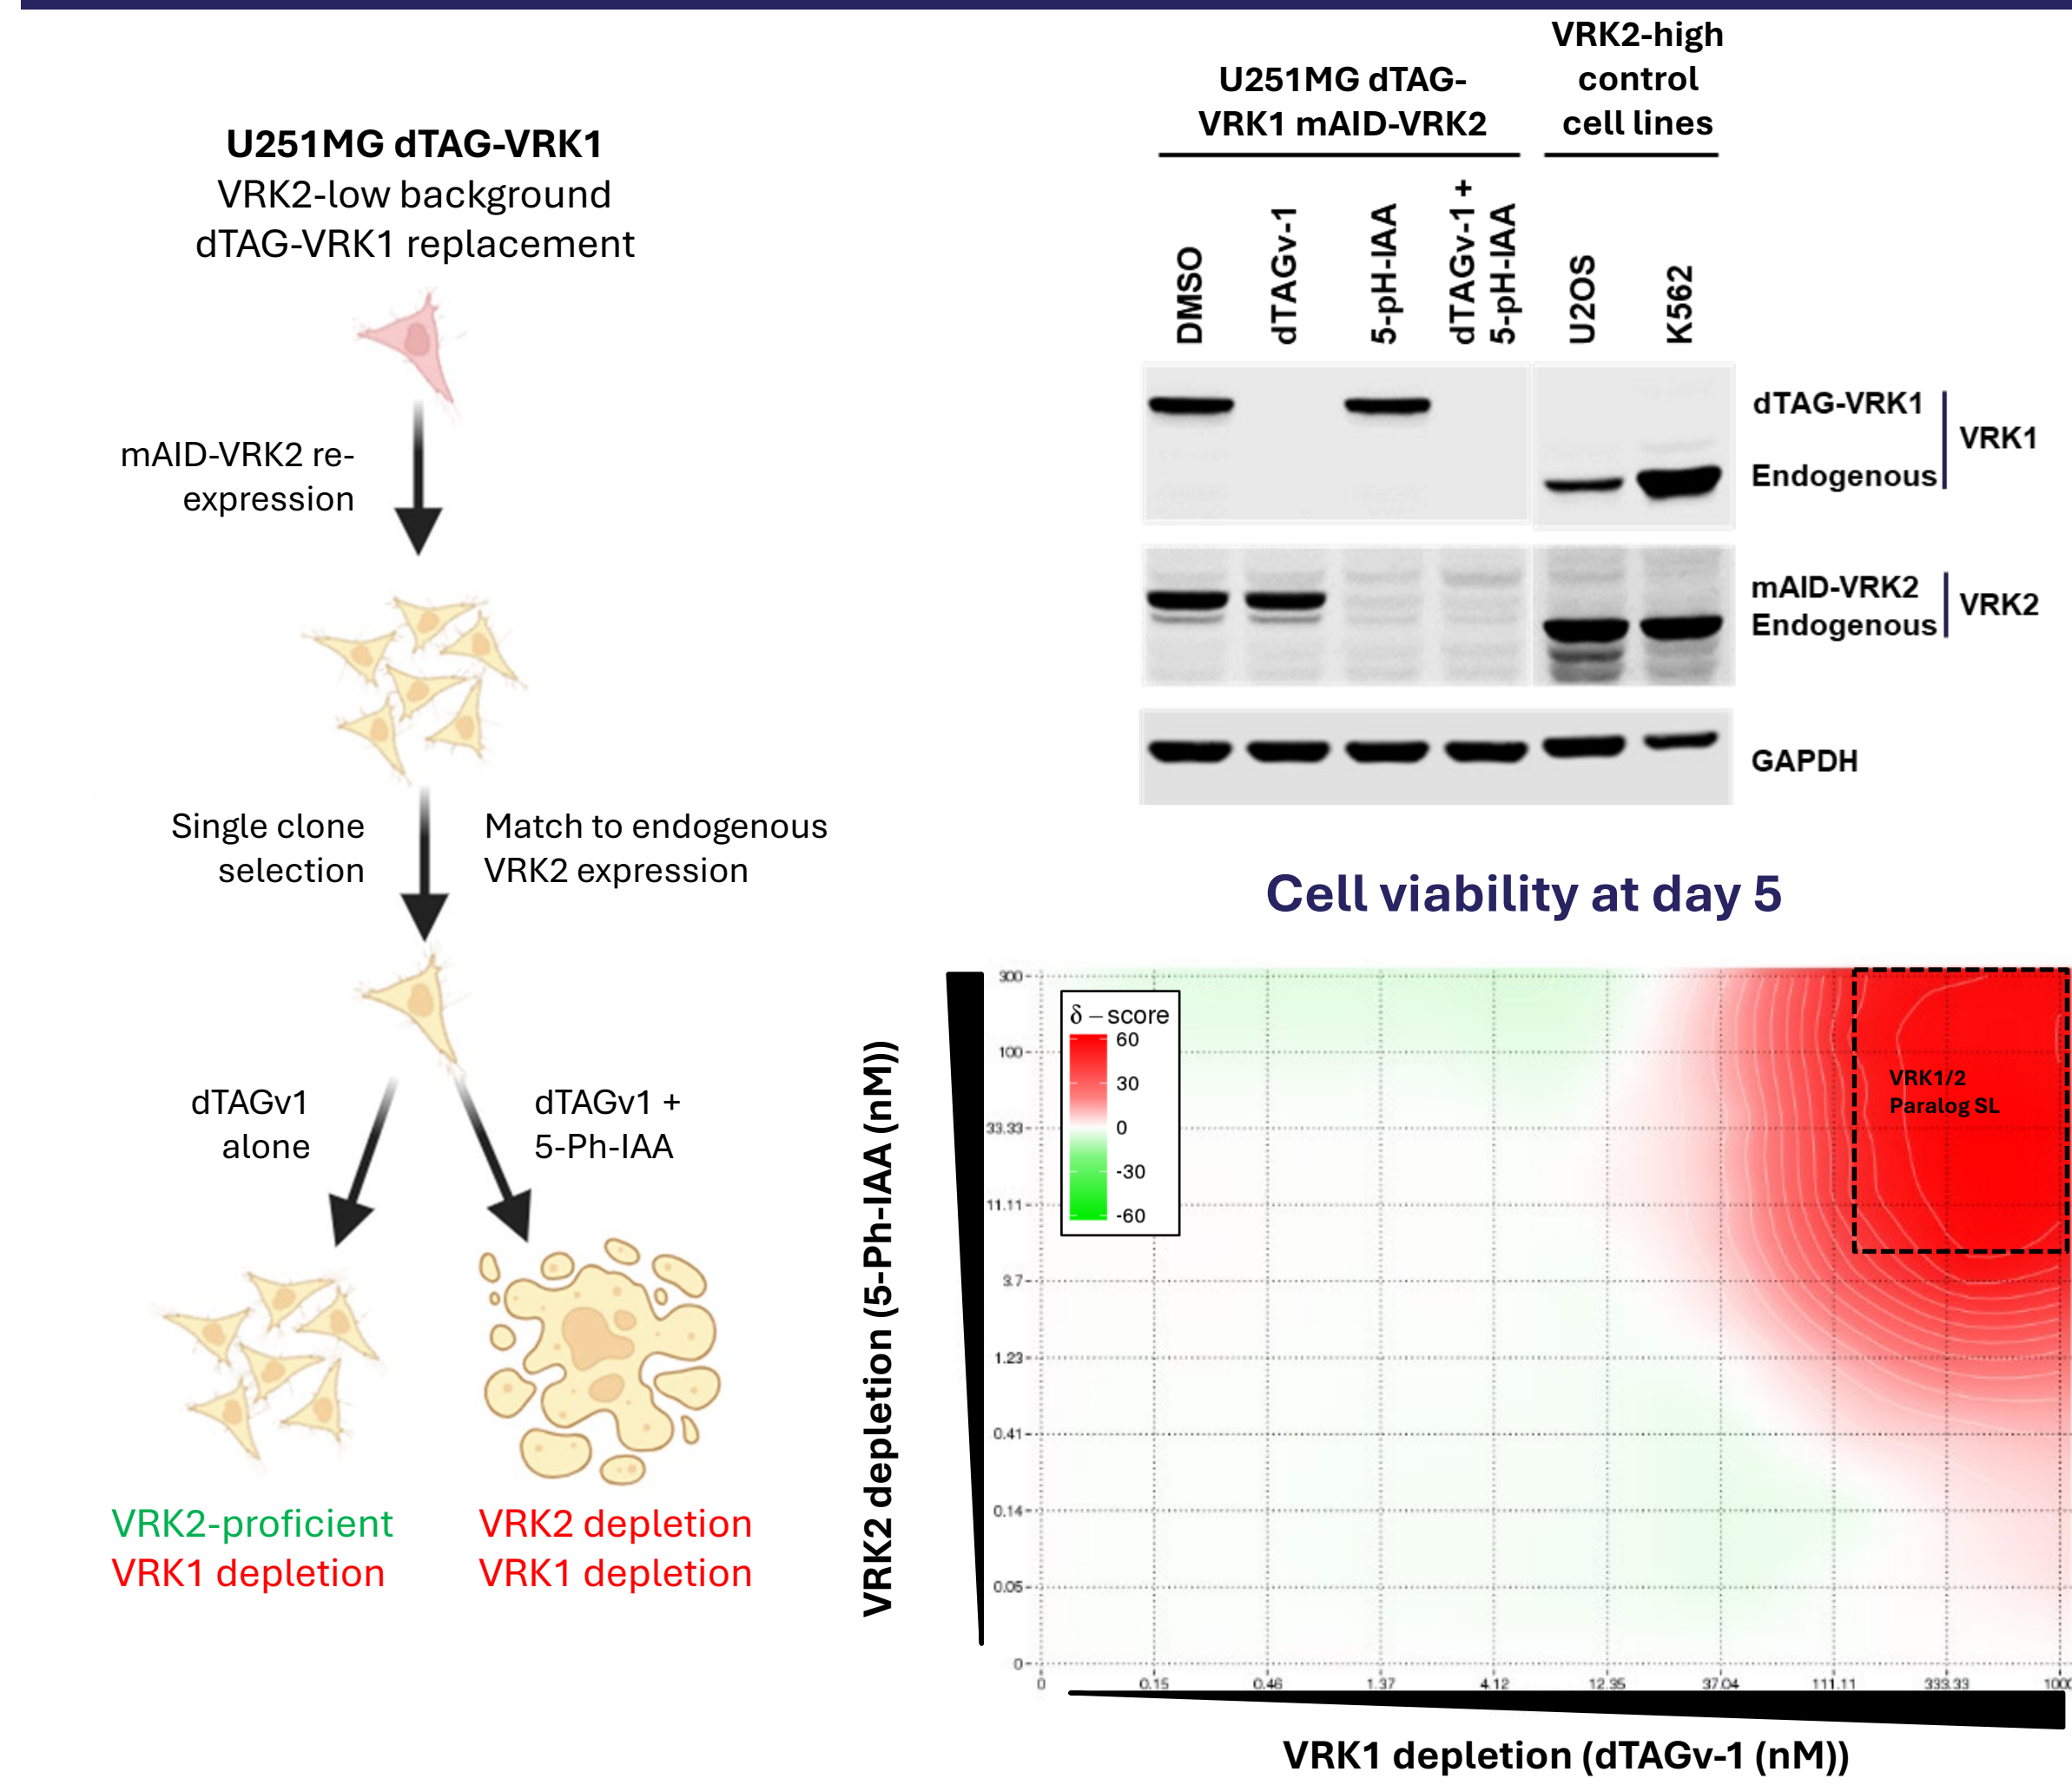 U251MG dTAG-VRK1
VRK2-low background
dTAG-VRK1 replacement
mAID-VRK2 re-
expression
Single clone
selection
Match to endogenous
VRK2 expression
dTAGv1
alone
dTAGv1 +
5-Ph-IAA
VRK2-proficient
VRK1 depletion
VRK2 depletion
VRK1 depletion
U251MG dTAG-
VRK1 mAID-VRK2
VRK2-high
control
cell lines
DMSO
dTAGv-1
5-pH-IAA
dTAGv-1 +
5-pH-IAA
U2OS
K562
dTAG-VRK1
Endogenous
VRK1
mAID-VRK2
Endogenous
VRK2
GAPDH
Cell viability at day 5
VRK2 depletion (5-Ph-IAA (nM))
300
100
33.33
11.11
3.7
1.23
0.41
0.14
0.05
0
δ – score
60
30
0
-30
-60
VRK1/2
Paralog SL
0
0.15
0.46
1.37
4.12
12.35
37.04
111.11
333.33
VRK1 depletion (dTAGv-1 (nM))